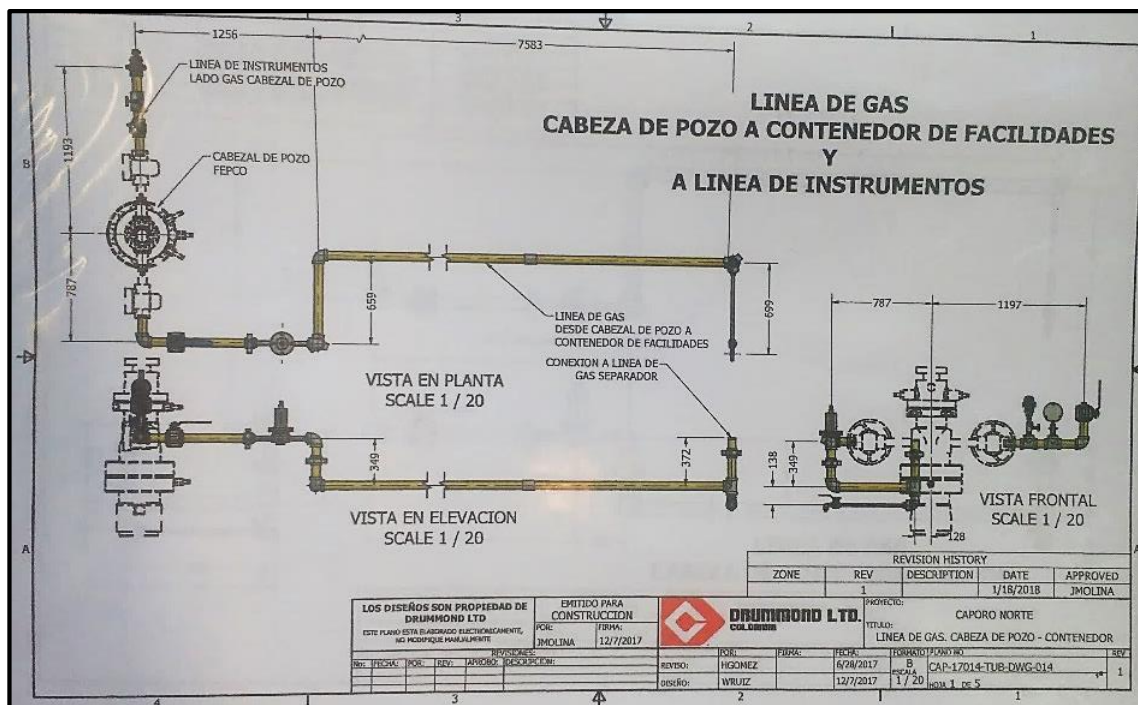 3
2
1
1256
7583
LINEA DE INSTRUMENTOS
LADO GAS CABEZAL DE POZO
LINEA DE GAS
CABEZA DE POZO A CONTENEDOR DE FACILIDADES
Y
A LINEA DE INSTRUMENTOS
B
1193
CABEZAL DE POZO
FEPCO
787
659
699
LINEA DE GAS
DESDE CABEZAL DE POZO A
CONTENEDOR DE FACILIDADES
787
1197
VISTA EN PLANTA
SCALE 1 / 20
CONEXION A LINEA DE
GAS SEPARADOR
349
372
138
349
VISTA EN ELEVACION
SCALE 1 / 20
VISTA FRONTAL
SCALE 1 / 20
128
A
A
REVISION HISTORY
ZONE REV DESCRIPTION DATE APPROVED
1 1/18/2018 JMOLINA
LOS DISEÑOS SON PROPIEDAD DE
DRUMMOND LTD
ESTE PLANO ESTA ELABORADO ELECTRONICAMENTE,
NO MODIFIQUE MANUALMENTE
EMITIDO PARA
CONSTRUCCION
POR: FIRMA:
JMOLINA 12/7/2017
DRUMMOND LTD.
COLOMBIA
PROYECTO:
CAPORO NORTE
TITULO:
LINEA DE GAS. CABEZA DE POZO - CONTENEDOR
REVISIONES:
No: FECHA: POR: REV: APROBO: DESCRIPCION:
POR: FIRMA: FECHA: FORMATO PLANO NO REV
REVISO: HGOMEZ 6/28/2017 B CAP-17014-TUB-DWG-014 1
DISEÑO: WRUIZ 12/7/2017 ESCALA 1 / 20 HOJA 1 DE 5
4
3
2
1